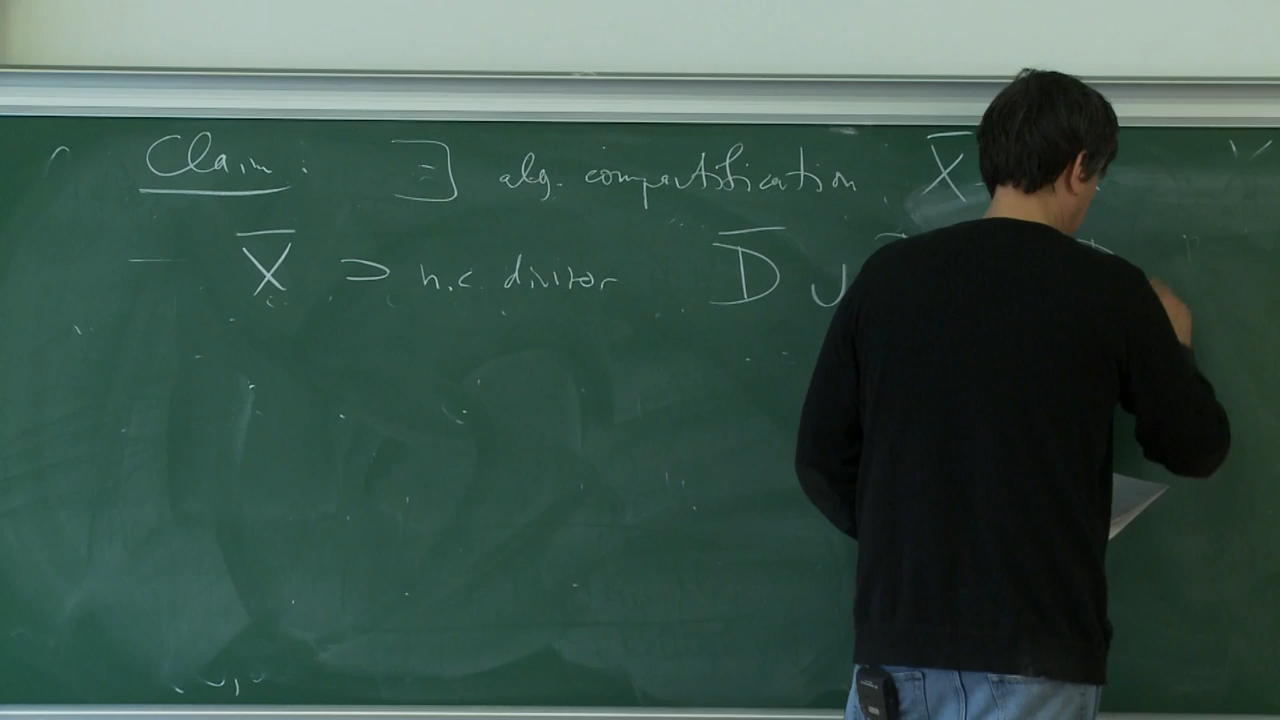 Claim: ∃ alg. compactification X̄
— X̄ ⊃ n.c. divisor D̄ ∪